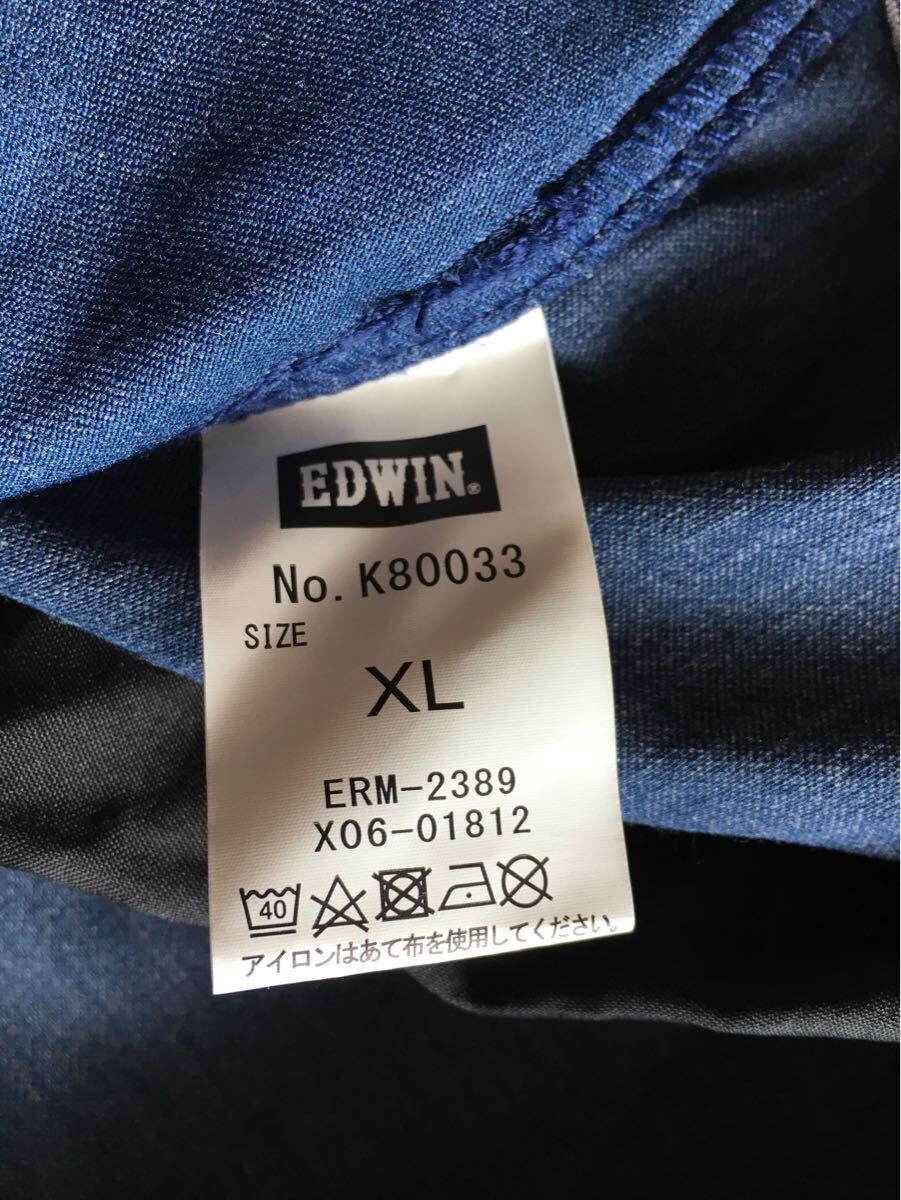 EDWIN®
No. K80033
SIZE
XL
ERM-2389
X06-01812
40
アイロンはあて布を使用してください。